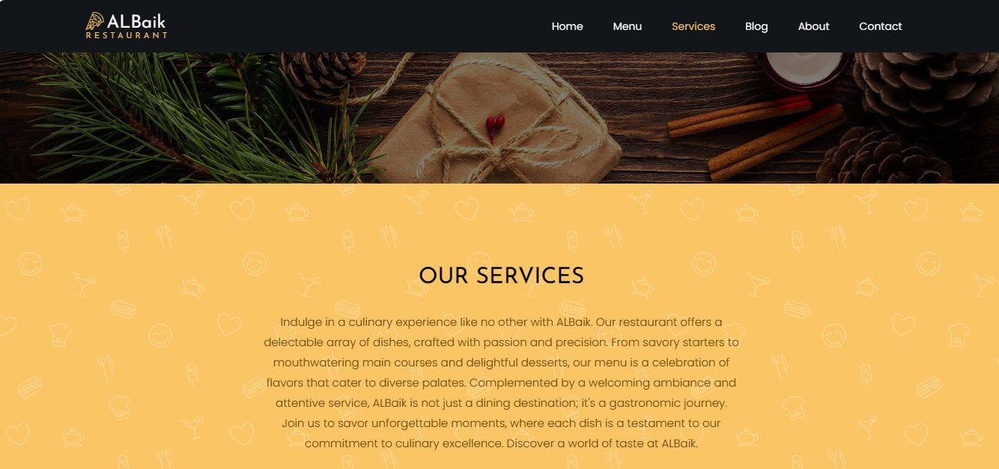 ALBaik
RESTAURANT
Home Menu Services Blog About Contact
OUR SERVICES
Indulge in a culinary experience like no other with ALBaik. Our restaurant offers a
delectable array of dishes, crafted with passion and precision. From savory starters to
mouthwatering main courses and delightful desserts, our menu is a celebration of
flavors that cater to diverse palates. Complemented by a welcoming ambiance and
attentive service, ALBaik is not just a dining destination; it's a gastronomic journey.
Join us to savor unforgettable moments, where each dish is a testament to our
commitment to culinary excellence. Discover a world of taste at ALBaik.